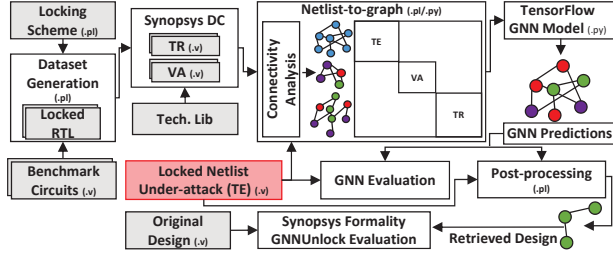 Locking
Scheme (.pl)
Dataset
Generation
(.pl)
Locked
RTL
Benchmark
Circuits (.v)
Synopsys DC
TR (.v)
VA (.v)
Tech. Lib
Netlist-to-graph (.pl/.py)
Connectivity
Analysis
TE
VA
TR
TensorFlow
GNN Model (.py)
GNN Predictions
Locked Netlist
Under-attack (TE) (.v)
GNN Evaluation
Post-processing
(.pl)
Original
Design (.v)
Synopsys Formality
GNNUnlock Evaluation
Retrieved Design